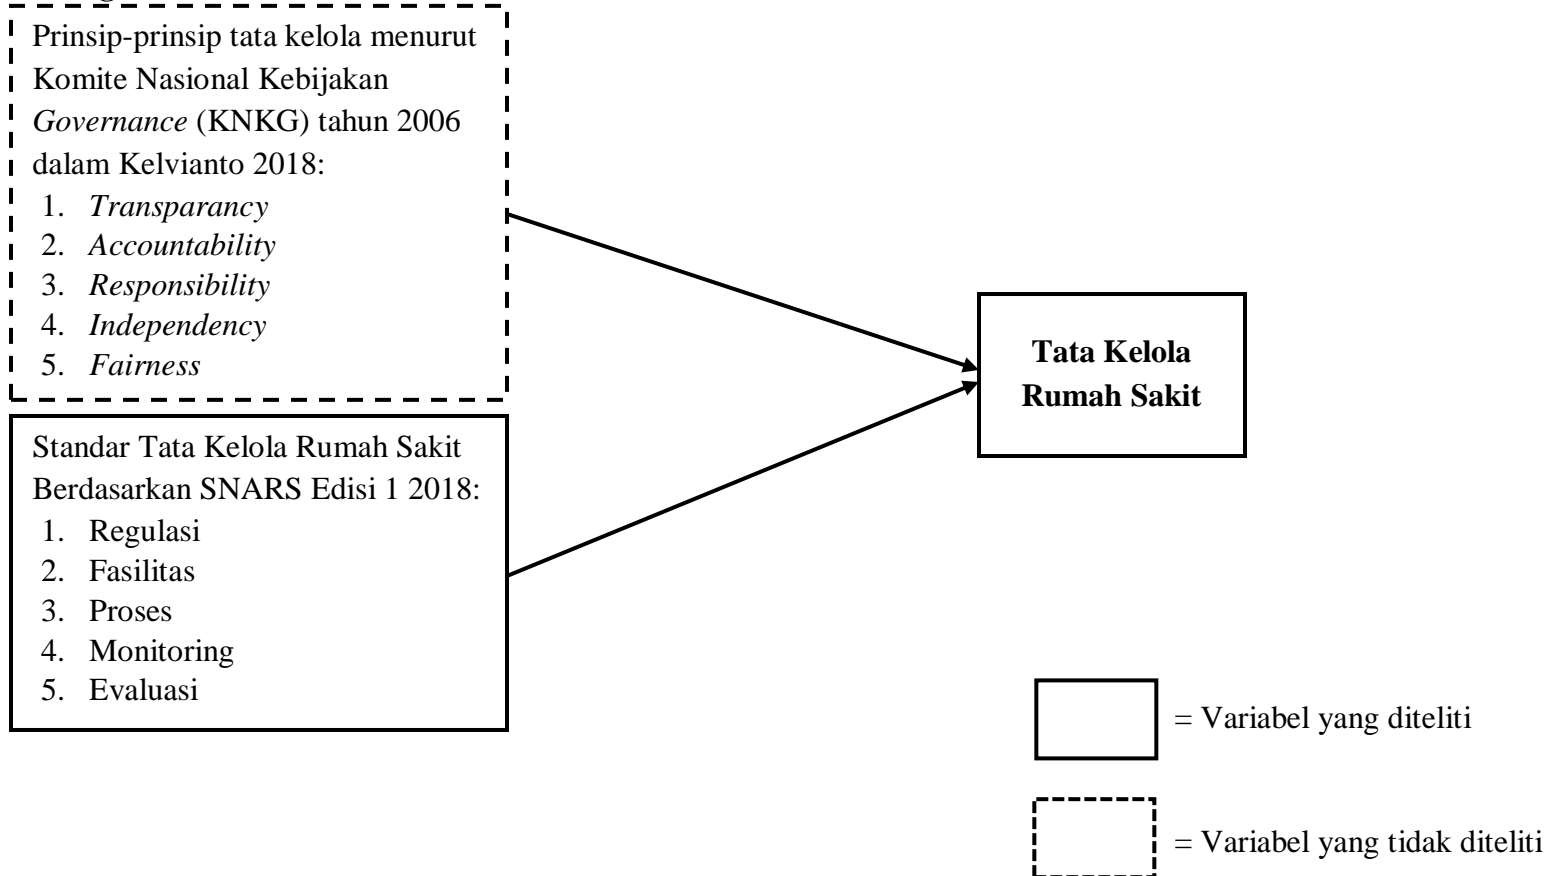 Prinsip-prinsip tata kelola menurut
Komite Nasional Kebijakan
Governance (KNKG) tahun 2006
dalam Kelvianto 2018:
1. Transparancy
2. Accountability
3. Responsibility
4. Independency
5. Fairness
Standar Tata Kelola Rumah Sakit
Berdasarkan SNARS Edisi 1 2018:
1. Regulasi
2. Fasilitas
3. Proses
4. Monitoring
5. Evaluasi
Tata Kelola
Rumah Sakit
= Variabel yang diteliti
= Variabel yang tidak diteliti